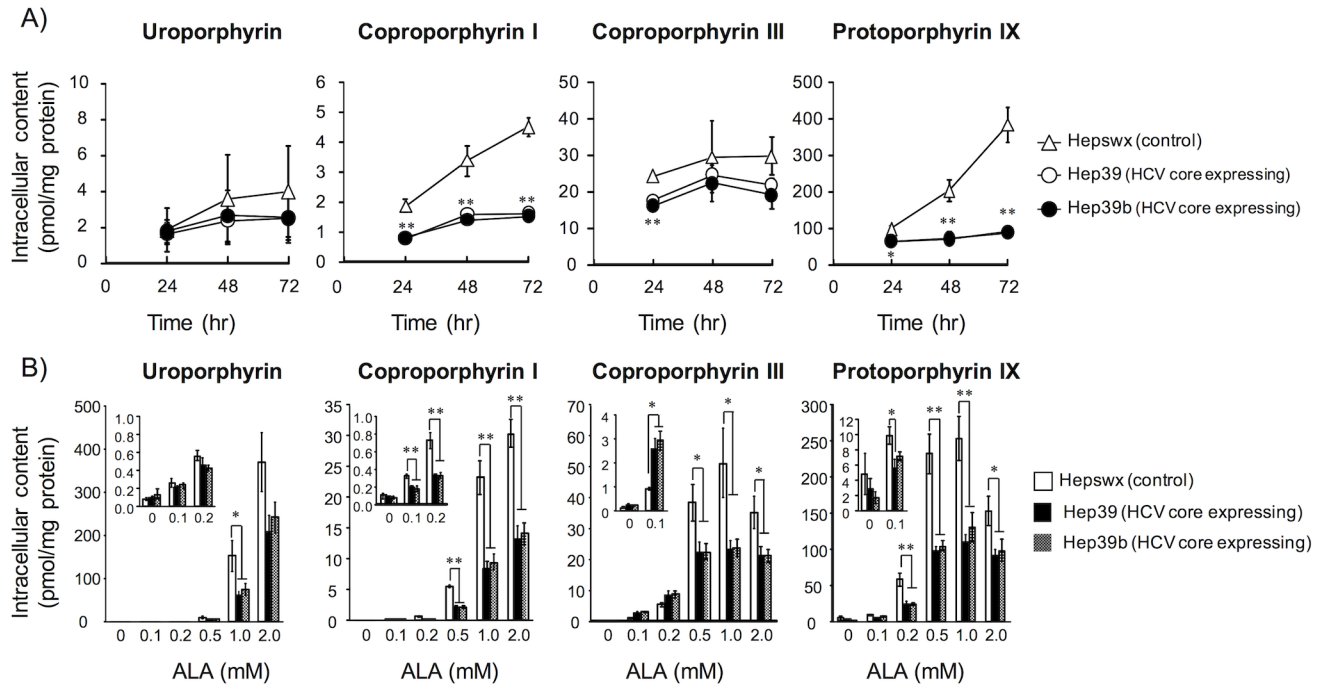 A)
Uroporphyrin
Coproporphyrin I
Coproporphyrin III
Protoporphyrin IX
Intracellular content
(pmol/mg protein)
10
8
6
4
2
0
0 24 48 72
Time (hr)
6
5
4
3
2
1
0
** ** **
0 24 48 72
Time (hr)
50
40
30
20
10
0
**
0 24 48 72
Time (hr)
500
400
300
200
100
0
* ** **
0 24 48 72
Time (hr)
Hepswx (control)
Hep39 (HCV core expressing)
Hep39b (HCV core expressing)
B)
Uroporphyrin
Coproporphyrin I
Coproporphyrin III
Protoporphyrin IX
Intracellular content
(pmol/mg protein)
500
400
300
200
100
0
1.0
0.8
0.6
0.4
0.2
0.0
0 0.1 0.2
*
0 0.1 0.2 0.5 1.0 2.0
ALA (mM)
35
30
25
20
15
10
5
0
1.0
0.8
0.6
0.4
0.2
0.0
** **
0 0.1 0.2
** ** **
0 0.1 0.2 0.5 1.0 2.0
ALA (mM)
70
60
50
40
30
20
10
0
4
3
2
1
0
*
0 0.1
* * *
0 0.1 0.2 0.5 1.0 2.0
ALA (mM)
300
250
200
150
100
50
0
12
10
8
6
4
2
0
*
0 0.1
** ** ** *
0 0.1 0.2 0.5 1.0 2.0
ALA (mM)
Hepswx (control)
Hep39 (HCV core expressing)
Hep39b (HCV core expressing)